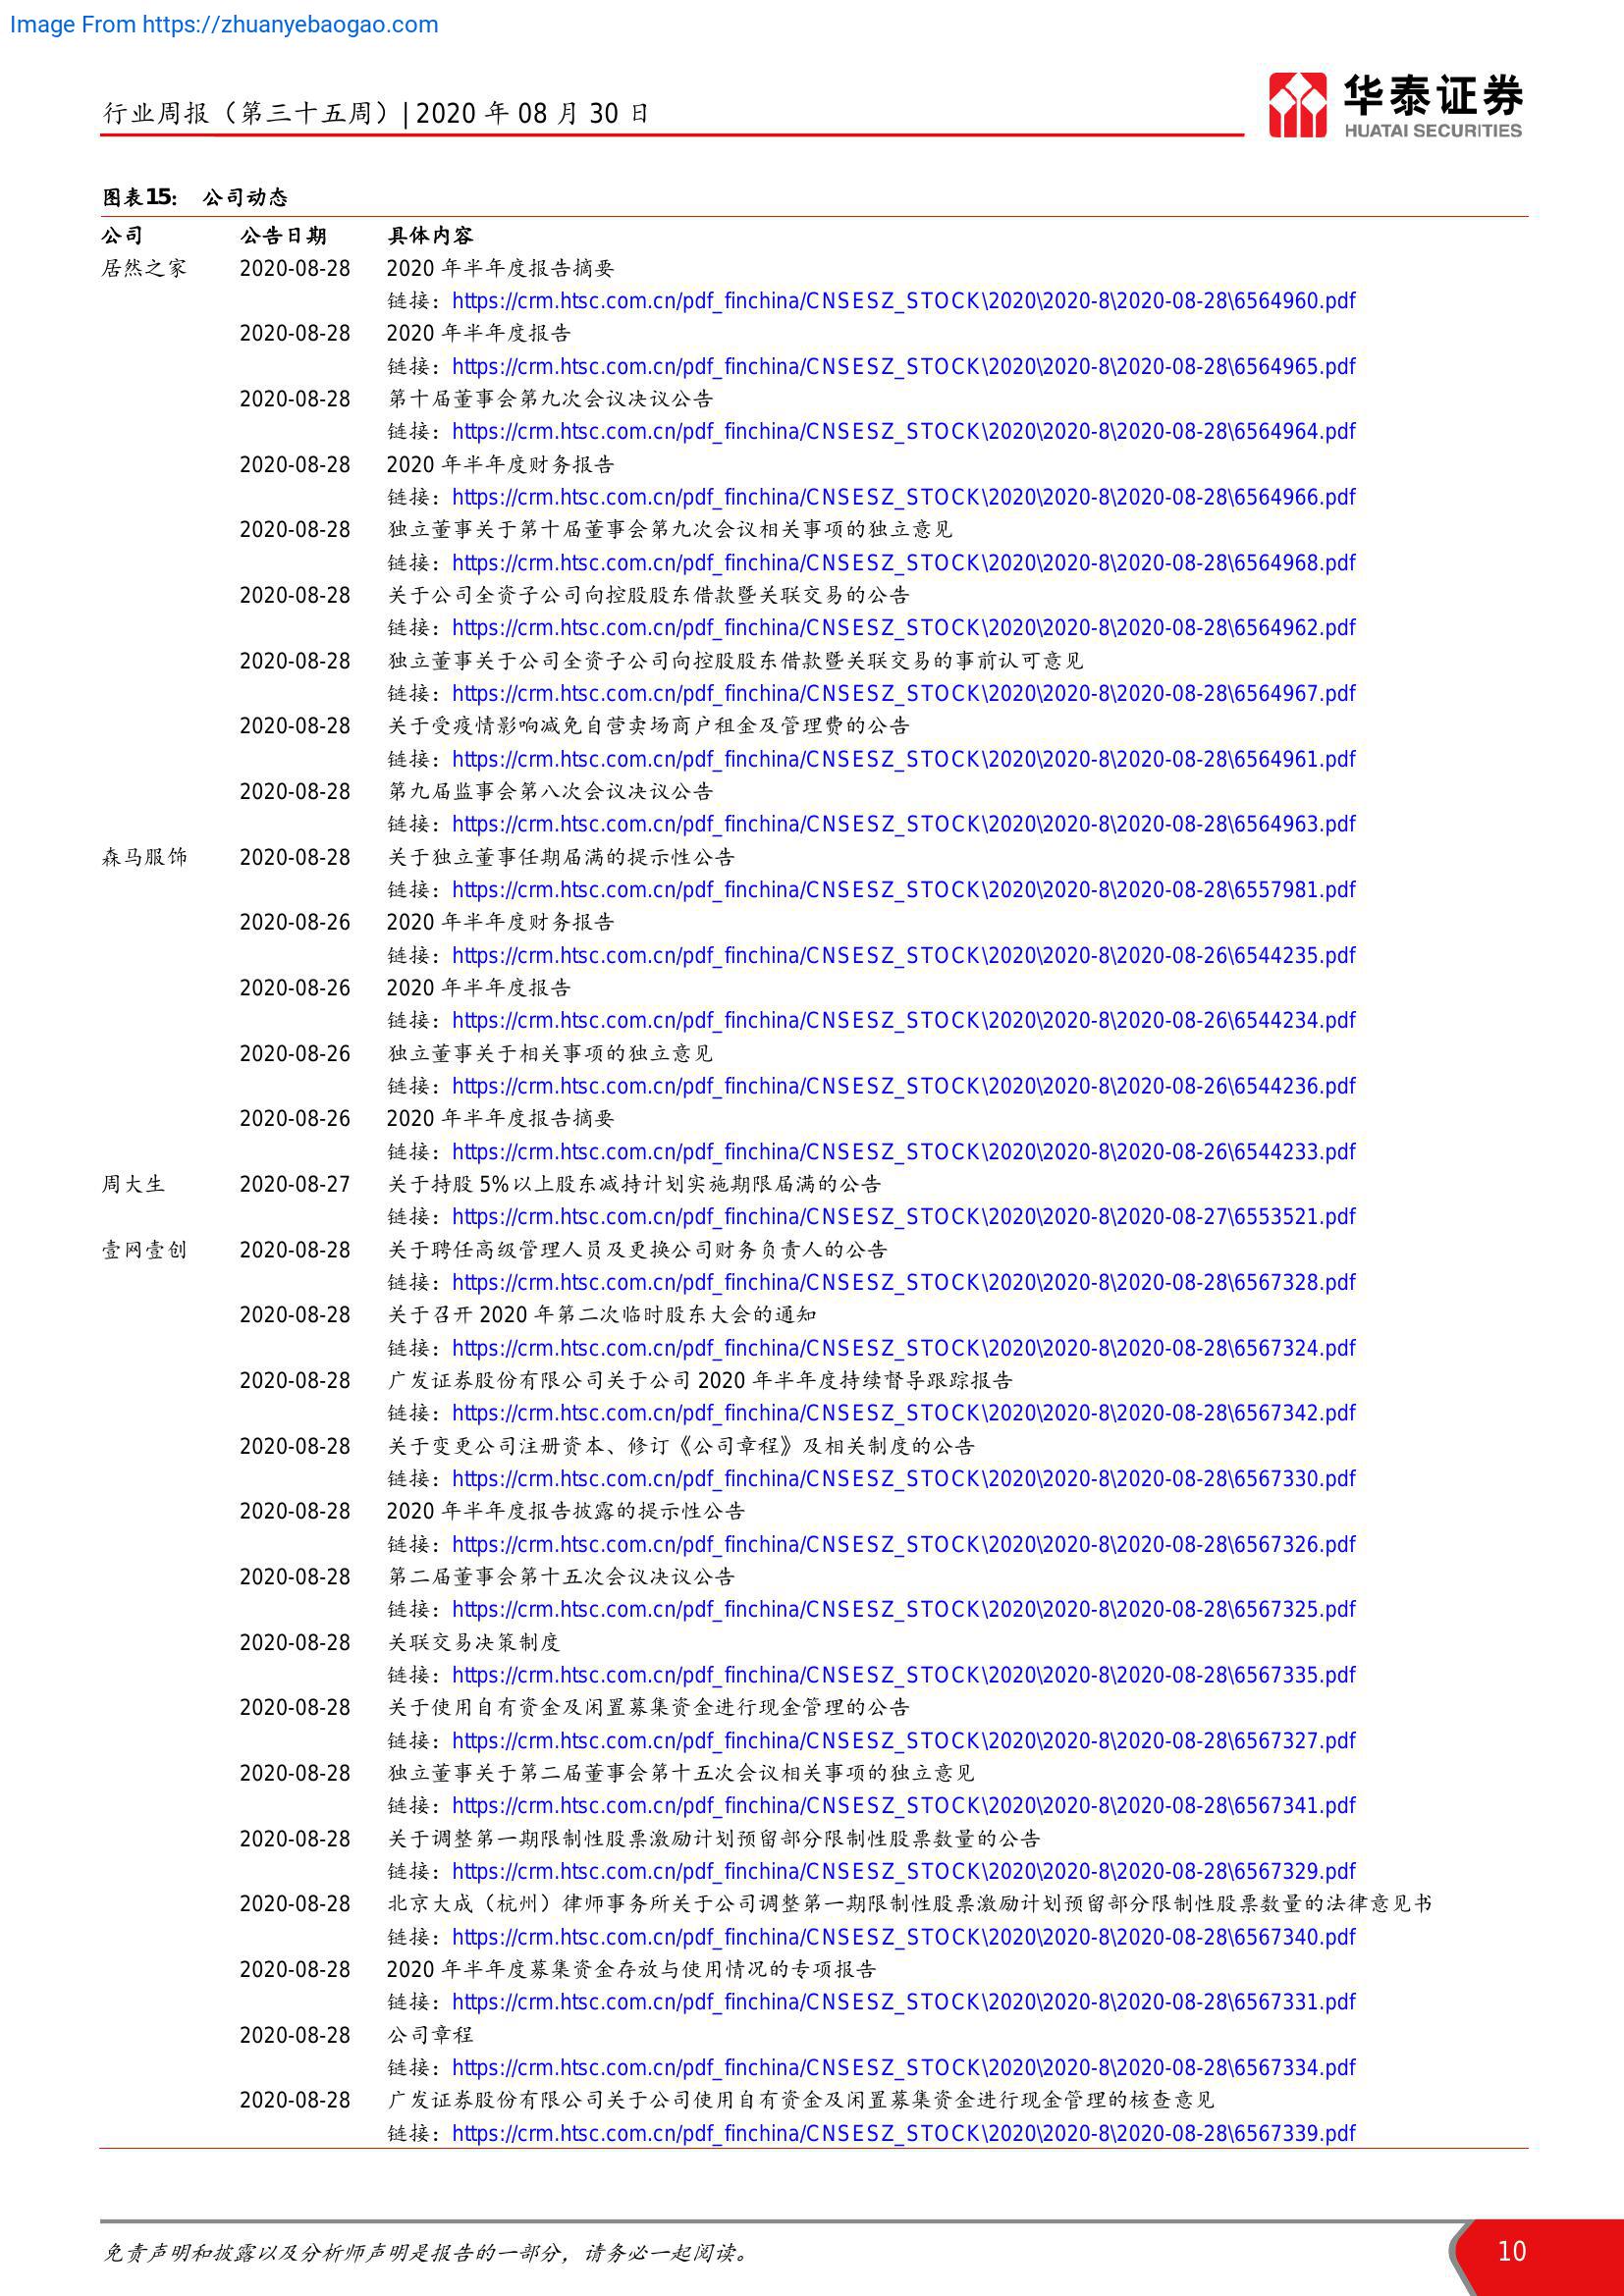 Image From https://zhuanyebaogao.com
华泰证券
HUATAI SECURITIES
行业周报（第三十五周）| 2020 年 08 月 30 日
图表15： 公司动态
公司 公告日期 具体内容
居然之家 2020-08-28 2020 年半年度报告摘要
链接：https://crm.htsc.com.cn/pdf_finchina/CNSESZ_STOCK\2020\2020-8\2020-08-28\6564960.pdf
2020-08-28 2020 年半年度报告
链接：https://crm.htsc.com.cn/pdf_finchina/CNSESZ_STOCK\2020\2020-8\2020-08-28\6564965.pdf
2020-08-28 第十届董事会第九次会议决议公告
链接：https://crm.htsc.com.cn/pdf_finchina/CNSESZ_STOCK\2020\2020-8\2020-08-28\6564964.pdf
2020-08-28 2020 年半年度财务报告
链接：https://crm.htsc.com.cn/pdf_finchina/CNSESZ_STOCK\2020\2020-8\2020-08-28\6564966.pdf
2020-08-28 独立董事关于第十届董事会第九次会议相关事项的独立意见
链接：https://crm.htsc.com.cn/pdf_finchina/CNSESZ_STOCK\2020\2020-8\2020-08-28\6564968.pdf
2020-08-28 关于公司全资子公司向控股股东借款暨关联交易的公告
链接：https://crm.htsc.com.cn/pdf_finchina/CNSESZ_STOCK\2020\2020-8\2020-08-28\6564962.pdf
2020-08-28 独立董事关于公司全资子公司向控股股东借款暨关联交易的事前认可意见
链接：https://crm.htsc.com.cn/pdf_finchina/CNSESZ_STOCK\2020\2020-8\2020-08-28\6564967.pdf
2020-08-28 关于受疫情影响减免自营卖场商户租金及管理费的公告
链接：https://crm.htsc.com.cn/pdf_finchina/CNSESZ_STOCK\2020\2020-8\2020-08-28\6564961.pdf
2020-08-28 第九届监事会第八次会议决议公告
链接：https://crm.htsc.com.cn/pdf_finchina/CNSESZ_STOCK\2020\2020-8\2020-08-28\6564963.pdf
森马服饰 2020-08-28 关于独立董事任期届满的提示性公告
链接：https://crm.htsc.com.cn/pdf_finchina/CNSESZ_STOCK\2020\2020-8\2020-08-28\6557981.pdf
2020-08-26 2020 年半年度财务报告
链接：https://crm.htsc.com.cn/pdf_finchina/CNSESZ_STOCK\2020\2020-8\2020-08-26\6544235.pdf
2020-08-26 2020 年半年度报告
链接：https://crm.htsc.com.cn/pdf_finchina/CNSESZ_STOCK\2020\2020-8\2020-08-26\6544234.pdf
2020-08-26 独立董事关于相关事项的独立意见
链接：https://crm.htsc.com.cn/pdf_finchina/CNSESZ_STOCK\2020\2020-8\2020-08-26\6544236.pdf
2020-08-26 2020 年半年度报告摘要
链接：https://crm.htsc.com.cn/pdf_finchina/CNSESZ_STOCK\2020\2020-8\2020-08-26\6544233.pdf
周大生 2020-08-27 关于持股 5%以上股东减持计划实施期限届满的公告
链接：https://crm.htsc.com.cn/pdf_finchina/CNSESZ_STOCK\2020\2020-8\2020-08-27\6553521.pdf
壹网壹创 2020-08-28 关于聘任高级管理人员及更换公司财务负责人的公告
链接：https://crm.htsc.com.cn/pdf_finchina/CNSESZ_STOCK\2020\2020-8\2020-08-28\6567328.pdf
2020-08-28 关于召开 2020 年第二次临时股东大会的通知
链接：https://crm.htsc.com.cn/pdf_finchina/CNSESZ_STOCK\2020\2020-8\2020-08-28\6567324.pdf
2020-08-28 广发证券股份有限公司关于公司 2020 年半年度持续督导跟踪报告
链接：https://crm.htsc.com.cn/pdf_finchina/CNSESZ_STOCK\2020\2020-8\2020-08-28\6567342.pdf
2020-08-28 关于变更公司注册资本、修订《公司章程》及相关制度的公告
链接：https://crm.htsc.com.cn/pdf_finchina/CNSESZ_STOCK\2020\2020-8\2020-08-28\6567330.pdf
2020-08-28 2020 年半年度报告披露的提示性公告
链接：https://crm.htsc.com.cn/pdf_finchina/CNSESZ_STOCK\2020\2020-8\2020-08-28\6567326.pdf
2020-08-28 第二届董事会第十五次会议决议公告
链接：https://crm.htsc.com.cn/pdf_finchina/CNSESZ_STOCK\2020\2020-8\2020-08-28\6567325.pdf
2020-08-28 关联交易决策制度
链接：https://crm.htsc.com.cn/pdf_finchina/CNSESZ_STOCK\2020\2020-8\2020-08-28\6567335.pdf
2020-08-28 关于使用自有资金及闲置募集资金进行现金管理的公告
链接：https://crm.htsc.com.cn/pdf_finchina/CNSESZ_STOCK\2020\2020-8\2020-08-28\6567327.pdf
2020-08-28 独立董事关于第二届董事会第十五次会议相关事项的独立意见
链接：https://crm.htsc.com.cn/pdf_finchina/CNSESZ_STOCK\2020\2020-8\2020-08-28\6567341.pdf
2020-08-28 关于调整第一期限制性股票激励计划预留部分限制性股票数量的公告
链接：https://crm.htsc.com.cn/pdf_finchina/CNSESZ_STOCK\2020\2020-8\2020-08-28\6567329.pdf
2020-08-28 北京大成（杭州）律师事务所关于公司调整第一期限制性股票激励计划预留部分限制性股票数量的法律意见书
链接：https://crm.htsc.com.cn/pdf_finchina/CNSESZ_STOCK\2020\2020-8\2020-08-28\6567340.pdf
2020-08-28 2020 年半年度募集资金存放与使用情况的专项报告
链接：https://crm.htsc.com.cn/pdf_finchina/CNSESZ_STOCK\2020\2020-8\2020-08-28\6567331.pdf
2020-08-28 公司章程
链接：https://crm.htsc.com.cn/pdf_finchina/CNSESZ_STOCK\2020\2020-8\2020-08-28\6567334.pdf
2020-08-28 广发证券股份有限公司关于公司使用自有资金及闲置募集资金进行现金管理的核查意见
链接：https://crm.htsc.com.cn/pdf_finchina/CNSESZ_STOCK\2020\2020-8\2020-08-28\6567339.pdf
免责声明和披露以及分析师声明是报告的一部分，请务必一起阅读。
10